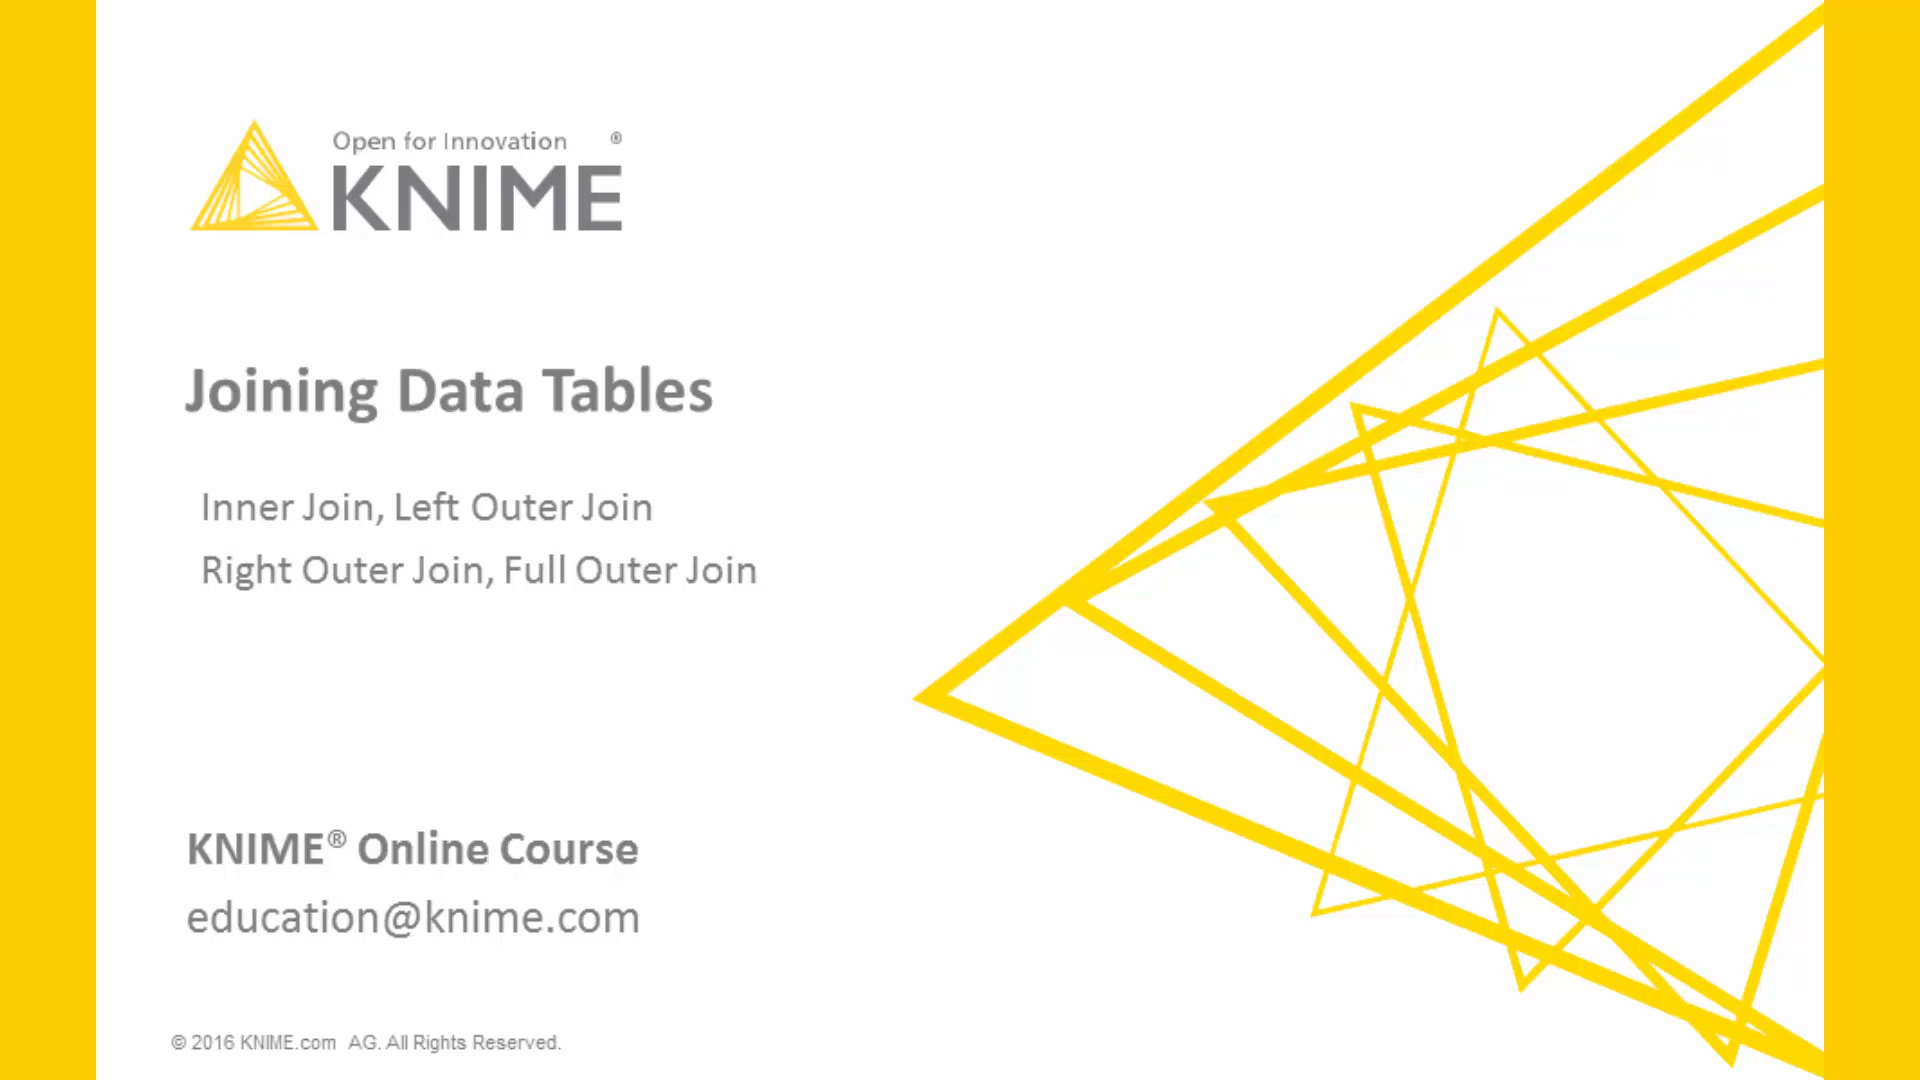 Open for Innovation ®
KNIME
Joining Data Tables
Inner Join, Left Outer Join
Right Outer Join, Full Outer Join
KNIME® Online Course
education@knime.com
© 2016 KNIME.com AG. All Rights Reserved.